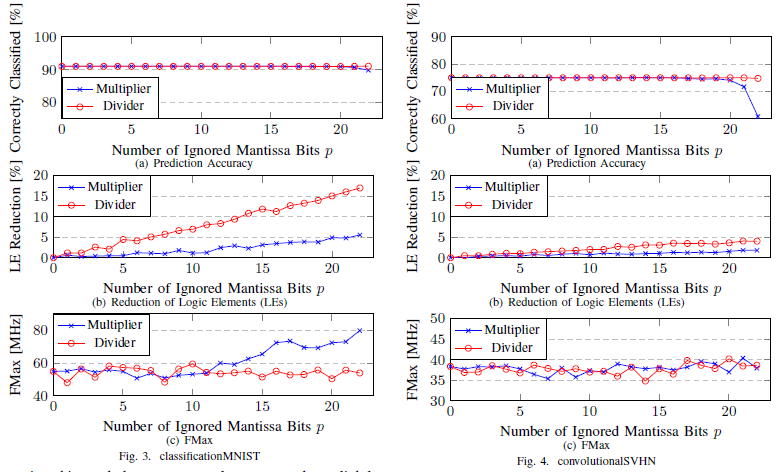 Correctly Classified [%]
100
90
80
Multiplier
Divider
0 5 10 15 20
Number of Ignored Mantissa Bits p
(a) Prediction Accuracy
LE Reduction [%]
20
15
10
5
0
Multiplier
Divider
0 5 10 15 20
Number of Ignored Mantissa Bits p
(b) Reduction of Logic Elements (LEs)
FMax [MHz]
80
60
40
Multiplier
Divider
0 5 10 15 20
Number of Ignored Mantissa Bits p
(c) FMax
Fig. 3. classificationMNIST
Correctly Classified [%]
90
80
70
60
Multiplier
Divider
0 5 10 15 20
Number of Ignored Mantissa Bits p
(a) Prediction Accuracy
LE Reduction [%]
20
15
10
5
0
Multiplier
Divider
0 5 10 15 20
Number of Ignored Mantissa Bits p
(b) Reduction of Logic Elements (LEs)
FMax [MHz]
50
45
40
35
30
Multiplier
Divider
0 5 10 15 20
Number of Ignored Mantissa Bits p
(c) FMax
Fig. 4. convolutionalSVHN